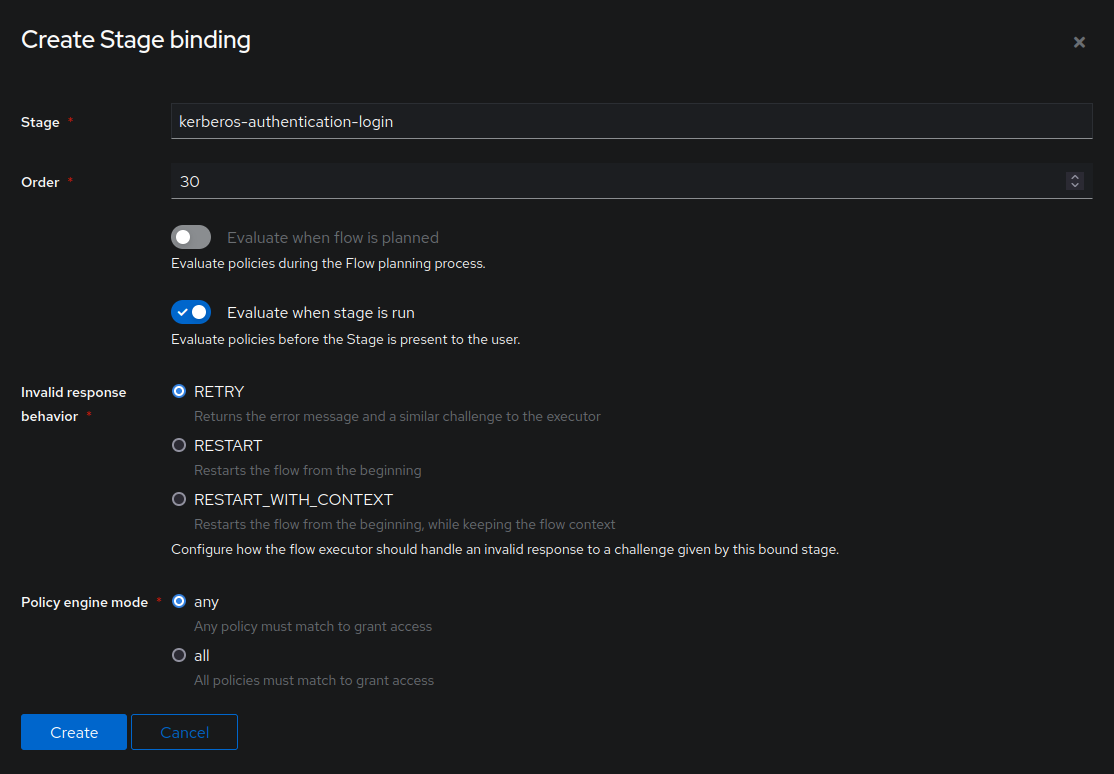 Create Stage binding
Stage *
kerberos-authentication-login
Order *
30
Evaluate when flow is planned
Evaluate policies during the Flow planning process.
Evaluate when stage is run
Evaluate policies before the Stage is present to the user.
Invalid response
behavior *
RETRY
Returns the error message and a similar challenge to the executor
RESTART
Restarts the flow from the beginning
RESTART_WITH_CONTEXT
Restarts the flow from the beginning, while keeping the flow context
Configure how the flow executor should handle an invalid response to a challenge given by this bound stage.
Policy engine mode *
any
Any policy must match to grant access
all
All policies must match to grant access
Create
Cancel